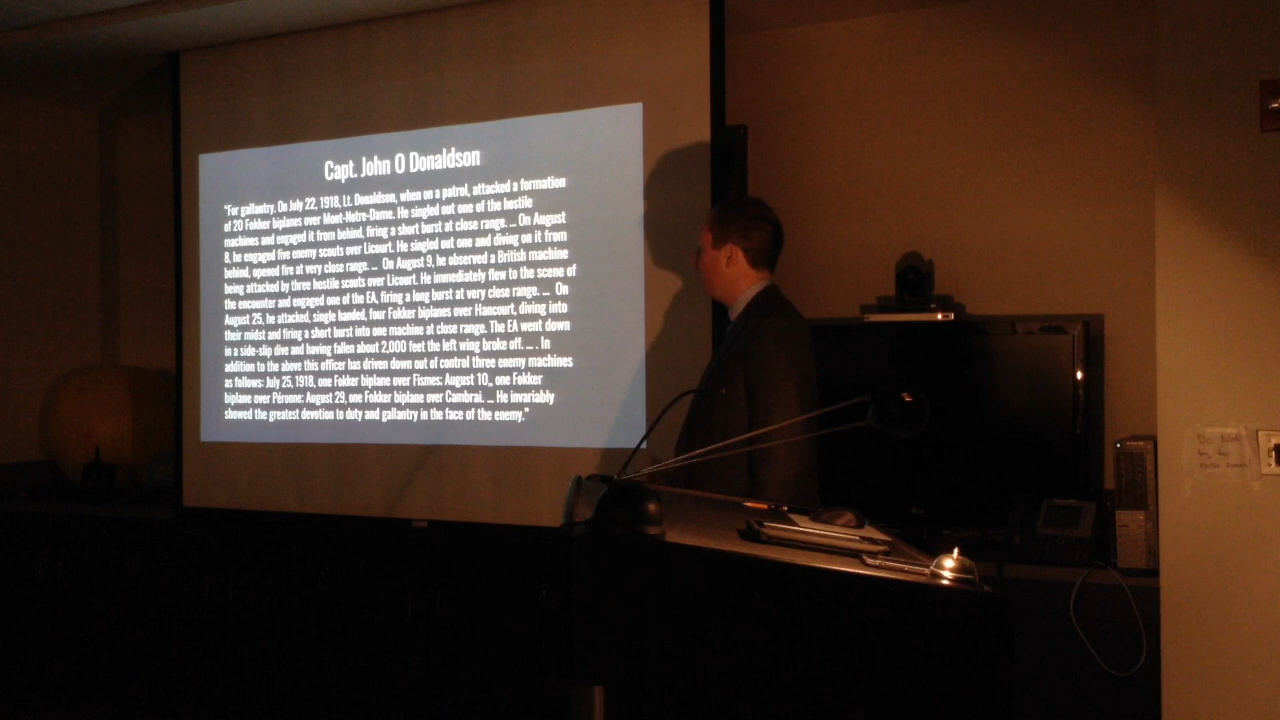 Capt. John O Donaldson
"For gallantry. On July 22, 1918, Lt. Donaldson, when on a patrol, attacked a formation
of 20 Fokker biplanes over Mont-Notre-Dame. He singled out one of the hostile
machines and engaged it from behind, firing a short burst at close range. ... On August
8, he engaged five enemy scouts over Licourt. He singled out one and diving on it from
behind, opened fire at very close range. ... On August 9, he observed a British machine
being attacked by three hostile scouts over Licourt. He immediately flew to the scene of
the encounter and engaged one of the EA, firing a long burst at very close range. ... On
August 25, he attacked, single handed, four Fokker biplanes over Hancourt, diving into
their midst and firing a short burst into one machine at close range. The EA went down
in a side-slip dive and having fallen about 2,000 feet the left wing broke off. ... . In
addition to the above this officer has driven down out of control three enemy machines
as follows: July 25, 1918, one Fokker biplane over Fismes; August 10,, one Fokker
biplane over Péronne; August 29, one Fokker biplane over Cambrai. ... He invariably
showed the greatest devotion to duty and gallantry in the face of the enemy."
Do Not